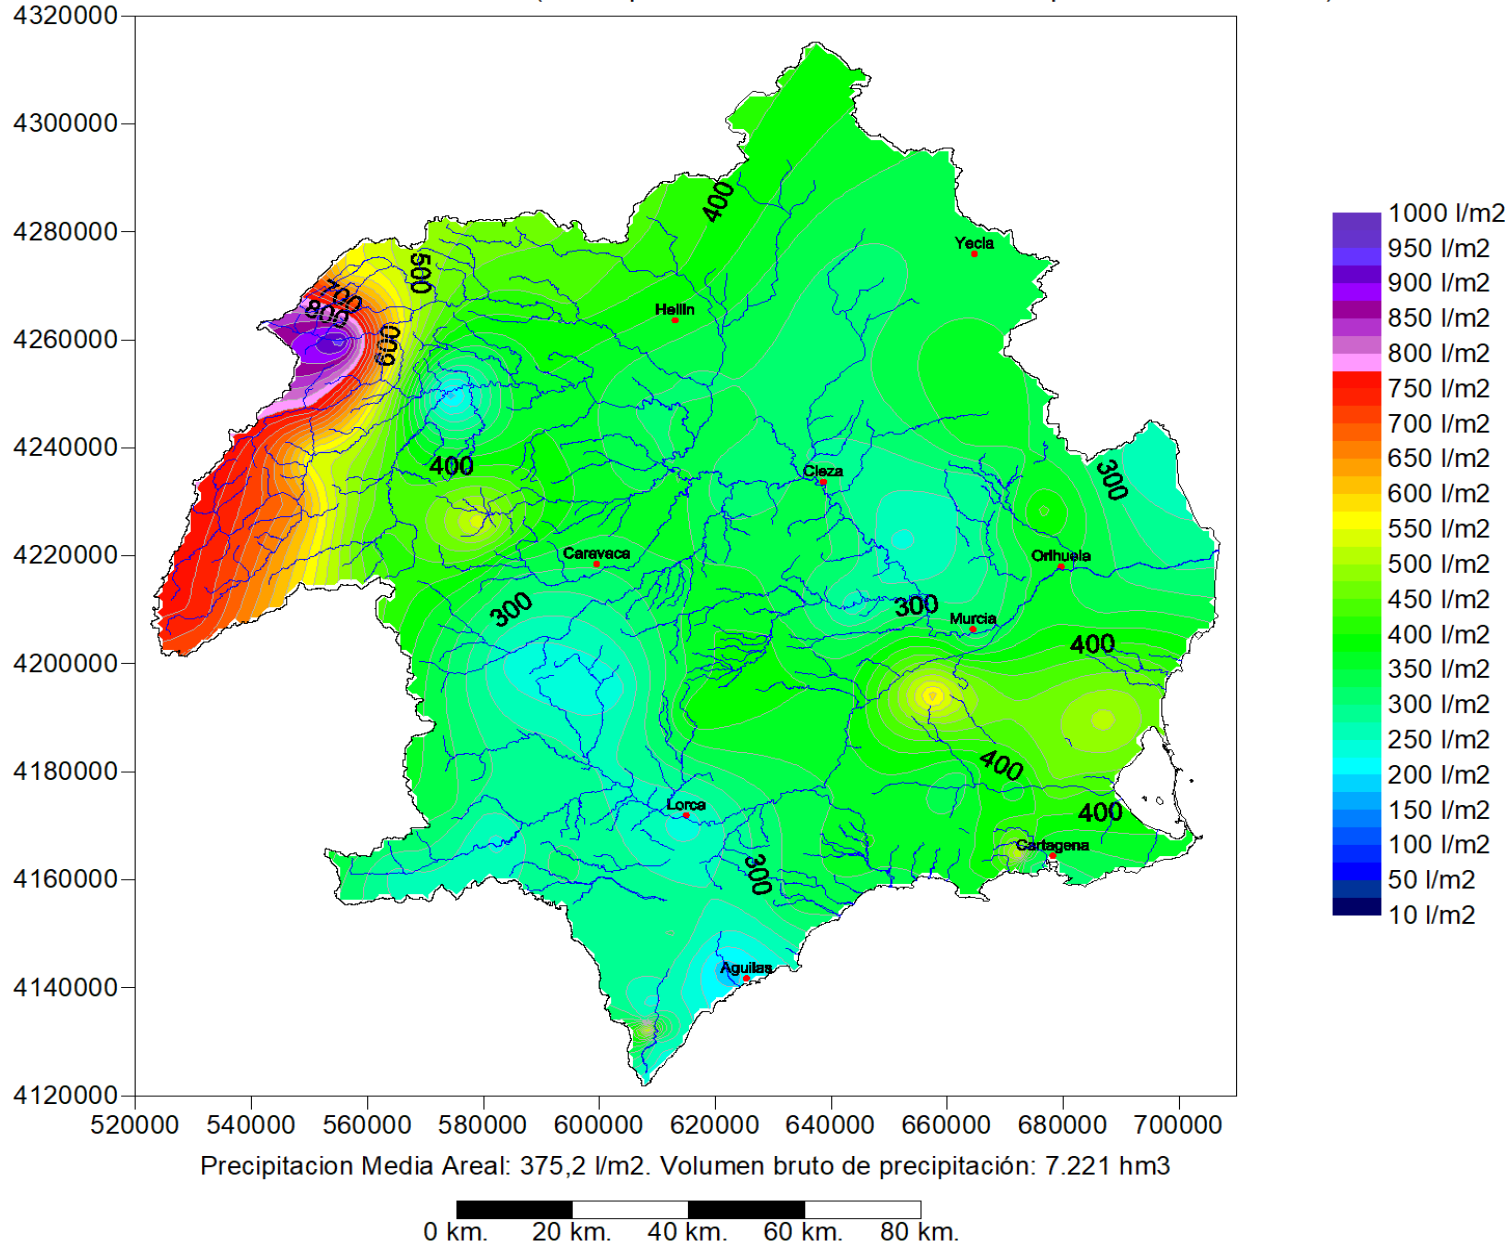 4320000
4300000
4280000
4260000
4240000
4220000
4200000
4180000
4160000
4140000
4120000
520000 540000 560000 580000 600000 620000 640000 660000 680000 700000
400
500
700
800
600
400
300
300
300
400
400
400
300
Yecla
Hellin
Cieza
Caravaca
Orihuela
Murcia
Lorca
Cartagena
Aguilas
1000 l/m2
950 l/m2
900 l/m2
850 l/m2
800 l/m2
750 l/m2
700 l/m2
650 l/m2
600 l/m2
550 l/m2
500 l/m2
450 l/m2
400 l/m2
350 l/m2
300 l/m2
250 l/m2
200 l/m2
150 l/m2
100 l/m2
50 l/m2
10 l/m2
Precipitacion Media Areal: 375,2 l/m2. Volumen bruto de precipitación: 7.221 hm3
0 km. 20 km. 40 km. 60 km. 80 km.